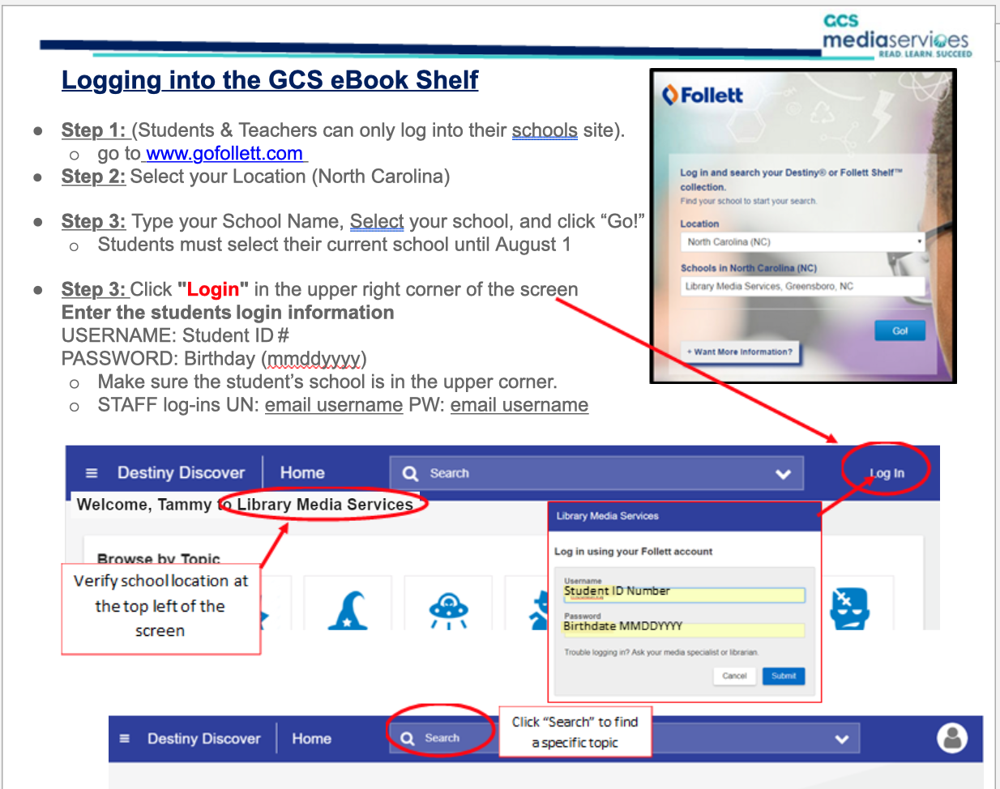 GCS
mediaservices
READ. LEARN. SUCCEED
Logging into the GCS eBook Shelf
● Step 1: (Students & Teachers can only log into their schools site).
o go to www.gofollett.com
● Step 2: Select your Location (North Carolina)
● Step 3: Type your School Name, Select your school, and click “Go!”
o Students must select their current school until August 1
● Step 3: Click "Login" in the upper right corner of the screen
Enter the students login information
USERNAME: Student ID #
PASSWORD: Birthday (mmddyyyy)
o Make sure the student’s school is in the upper corner.
o STAFF log-ins UN: email username PW: email username
Follett
Log in and search your Destiny® or Follett Shelf™
collection.
Find your school to start your search.
Location
North Carolina (NC)
Schools in North Carolina (NC)
Library Media Services, Greensboro, NC
Go!
+ Want More Information?
Destiny Discover Home Search Log In
Welcome, Tammy to Library Media Services
Browse by Topic
Verify school location at
the top left of the
screen
Library Media Services
Log in using your Follett account
Username
Student ID Number
Password
Birthdate MMDDYYYY
Trouble logging in? Ask your media specialist or librarian.
Cancel Submit
Destiny Discover Home Search
Click “Search” to find
a specific topic